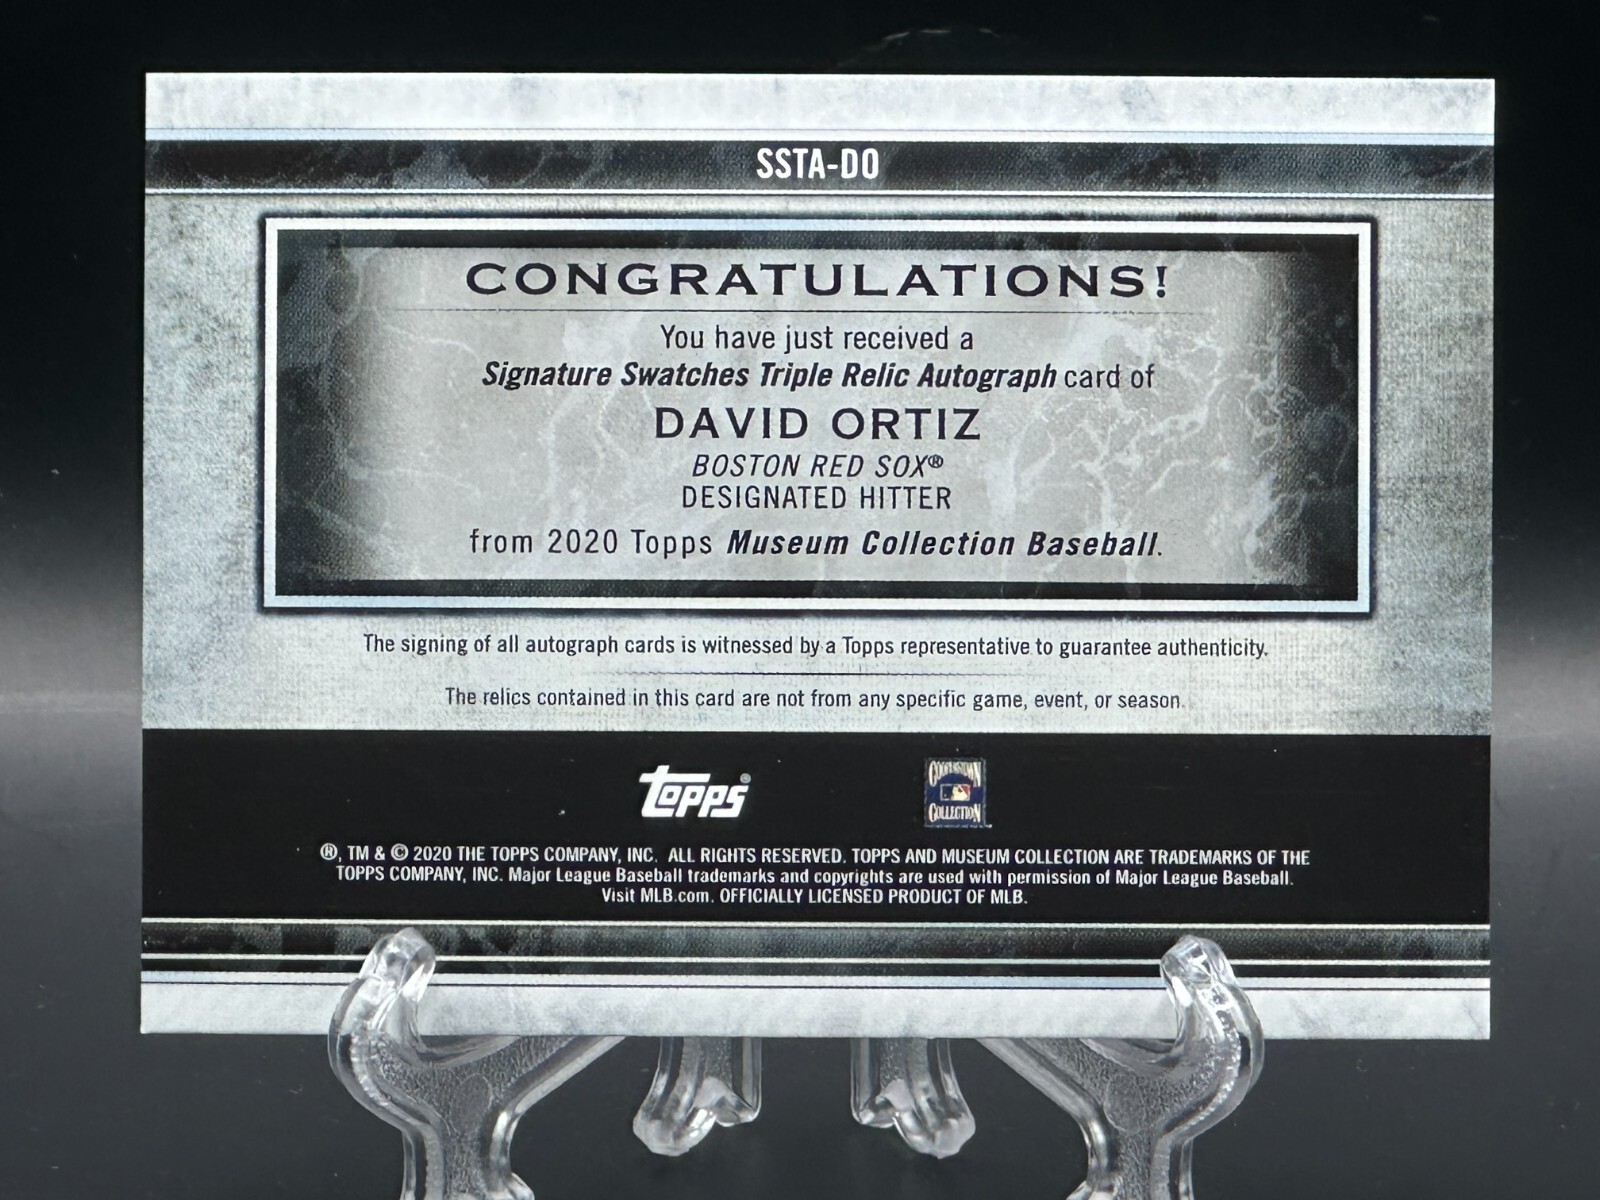 SSTA-DO
CONGRATULATIONS!
You have just received a
Signature Swatches Triple Relic Autograph card of
DAVID ORTIZ
BOSTON RED SOX®
DESIGNATED HITTER
from 2020 Topps Museum Collection Baseball.
The signing of all autograph cards is witnessed by a Topps representative to guarantee authenticity.
The relics contained in this card are not from any specific game, event, or season.
topps®
COOPERSTOWN
COLLECTION
®, TM & © 2020 THE TOPPS COMPANY, INC. ALL RIGHTS RESERVED. TOPPS AND MUSEUM COLLECTION ARE TRADEMARKS OF THE
TOPPS COMPANY, INC. Major League Baseball trademarks and copyrights are used with permission of Major League Baseball.
Visit MLB.com. OFFICIALLY LICENSED PRODUCT OF MLB.